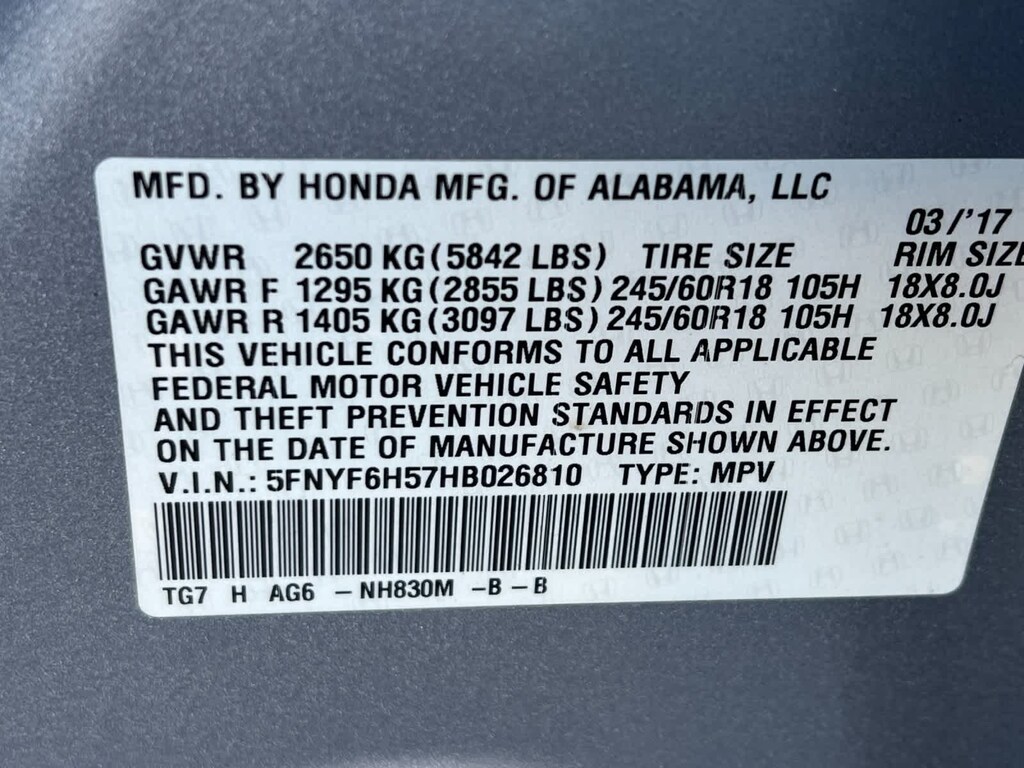 MFD. BY HONDA MFG. OF ALABAMA, LLC
03/'17
GVWR 2650 KG (5842 LBS) TIRE SIZE RIM SIZE
GAWR F 1295 KG (2855 LBS) 245/60R18 105H 18X8.0J
GAWR R 1405 KG (3097 LBS) 245/60R18 105H 18X8.0J
THIS VEHICLE CONFORMS TO ALL APPLICABLE
FEDERAL MOTOR VEHICLE SAFETY
AND THEFT PREVENTION STANDARDS IN EFFECT
ON THE DATE OF MANUFACTURE SHOWN ABOVE.
V.I.N.: 5FNYF6H57HB026810 TYPE: MPV
TG7 H AG6 – NH830M – B – B